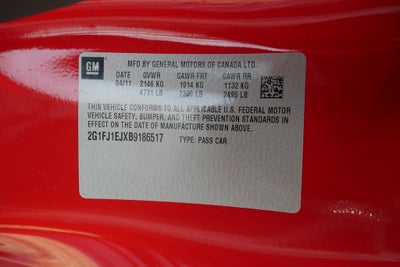 GM
MFD BY GENERAL MOTORS OF CANADA LTD.
DATE GVWR GAWR FRT GAWR RR
04/11 2146 KG 1014 KG 1132 KG
4731 LB 2236 LB 2495 LB
THIS VEHICLE CONFORMS TO ALL APPLICABLE U.S. FEDERAL MOTOR
VEHICLE SAFETY, BUMPER, AND THEFT PREVENTION STANDARDS IN
EFFECT ON THE DATE OF MANUFACTURE SHOWN ABOVE.
2G1FJ1EJXB9186517 TYPE: PASS CAR